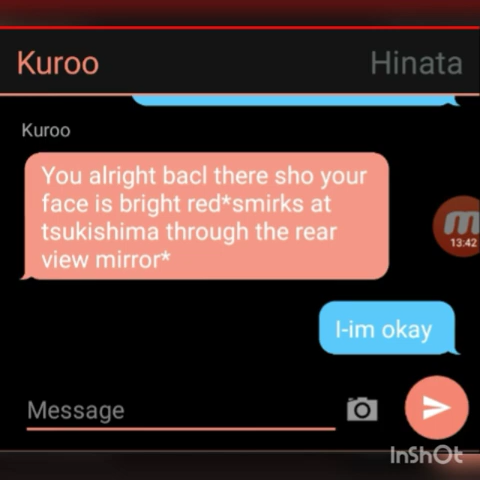 Kuroo
Hinata
Kuroo
You alright bacl there sho your
face is bright red*smirks at
tsukishima through the rear
view mirror*
13:42
I-im okay
Message
InShOt